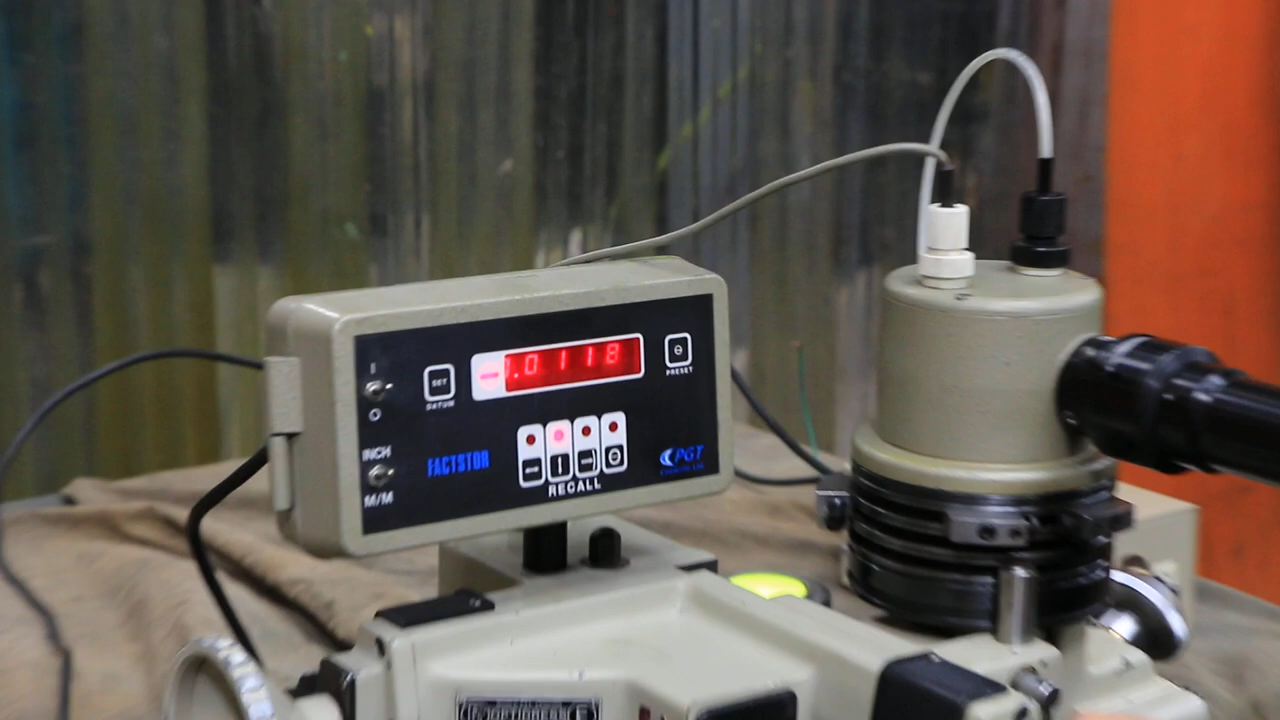 I
O
INCH
M/M
SET
DATUM
.0118
PRESET
FACTSTOR
RECALL
PGT